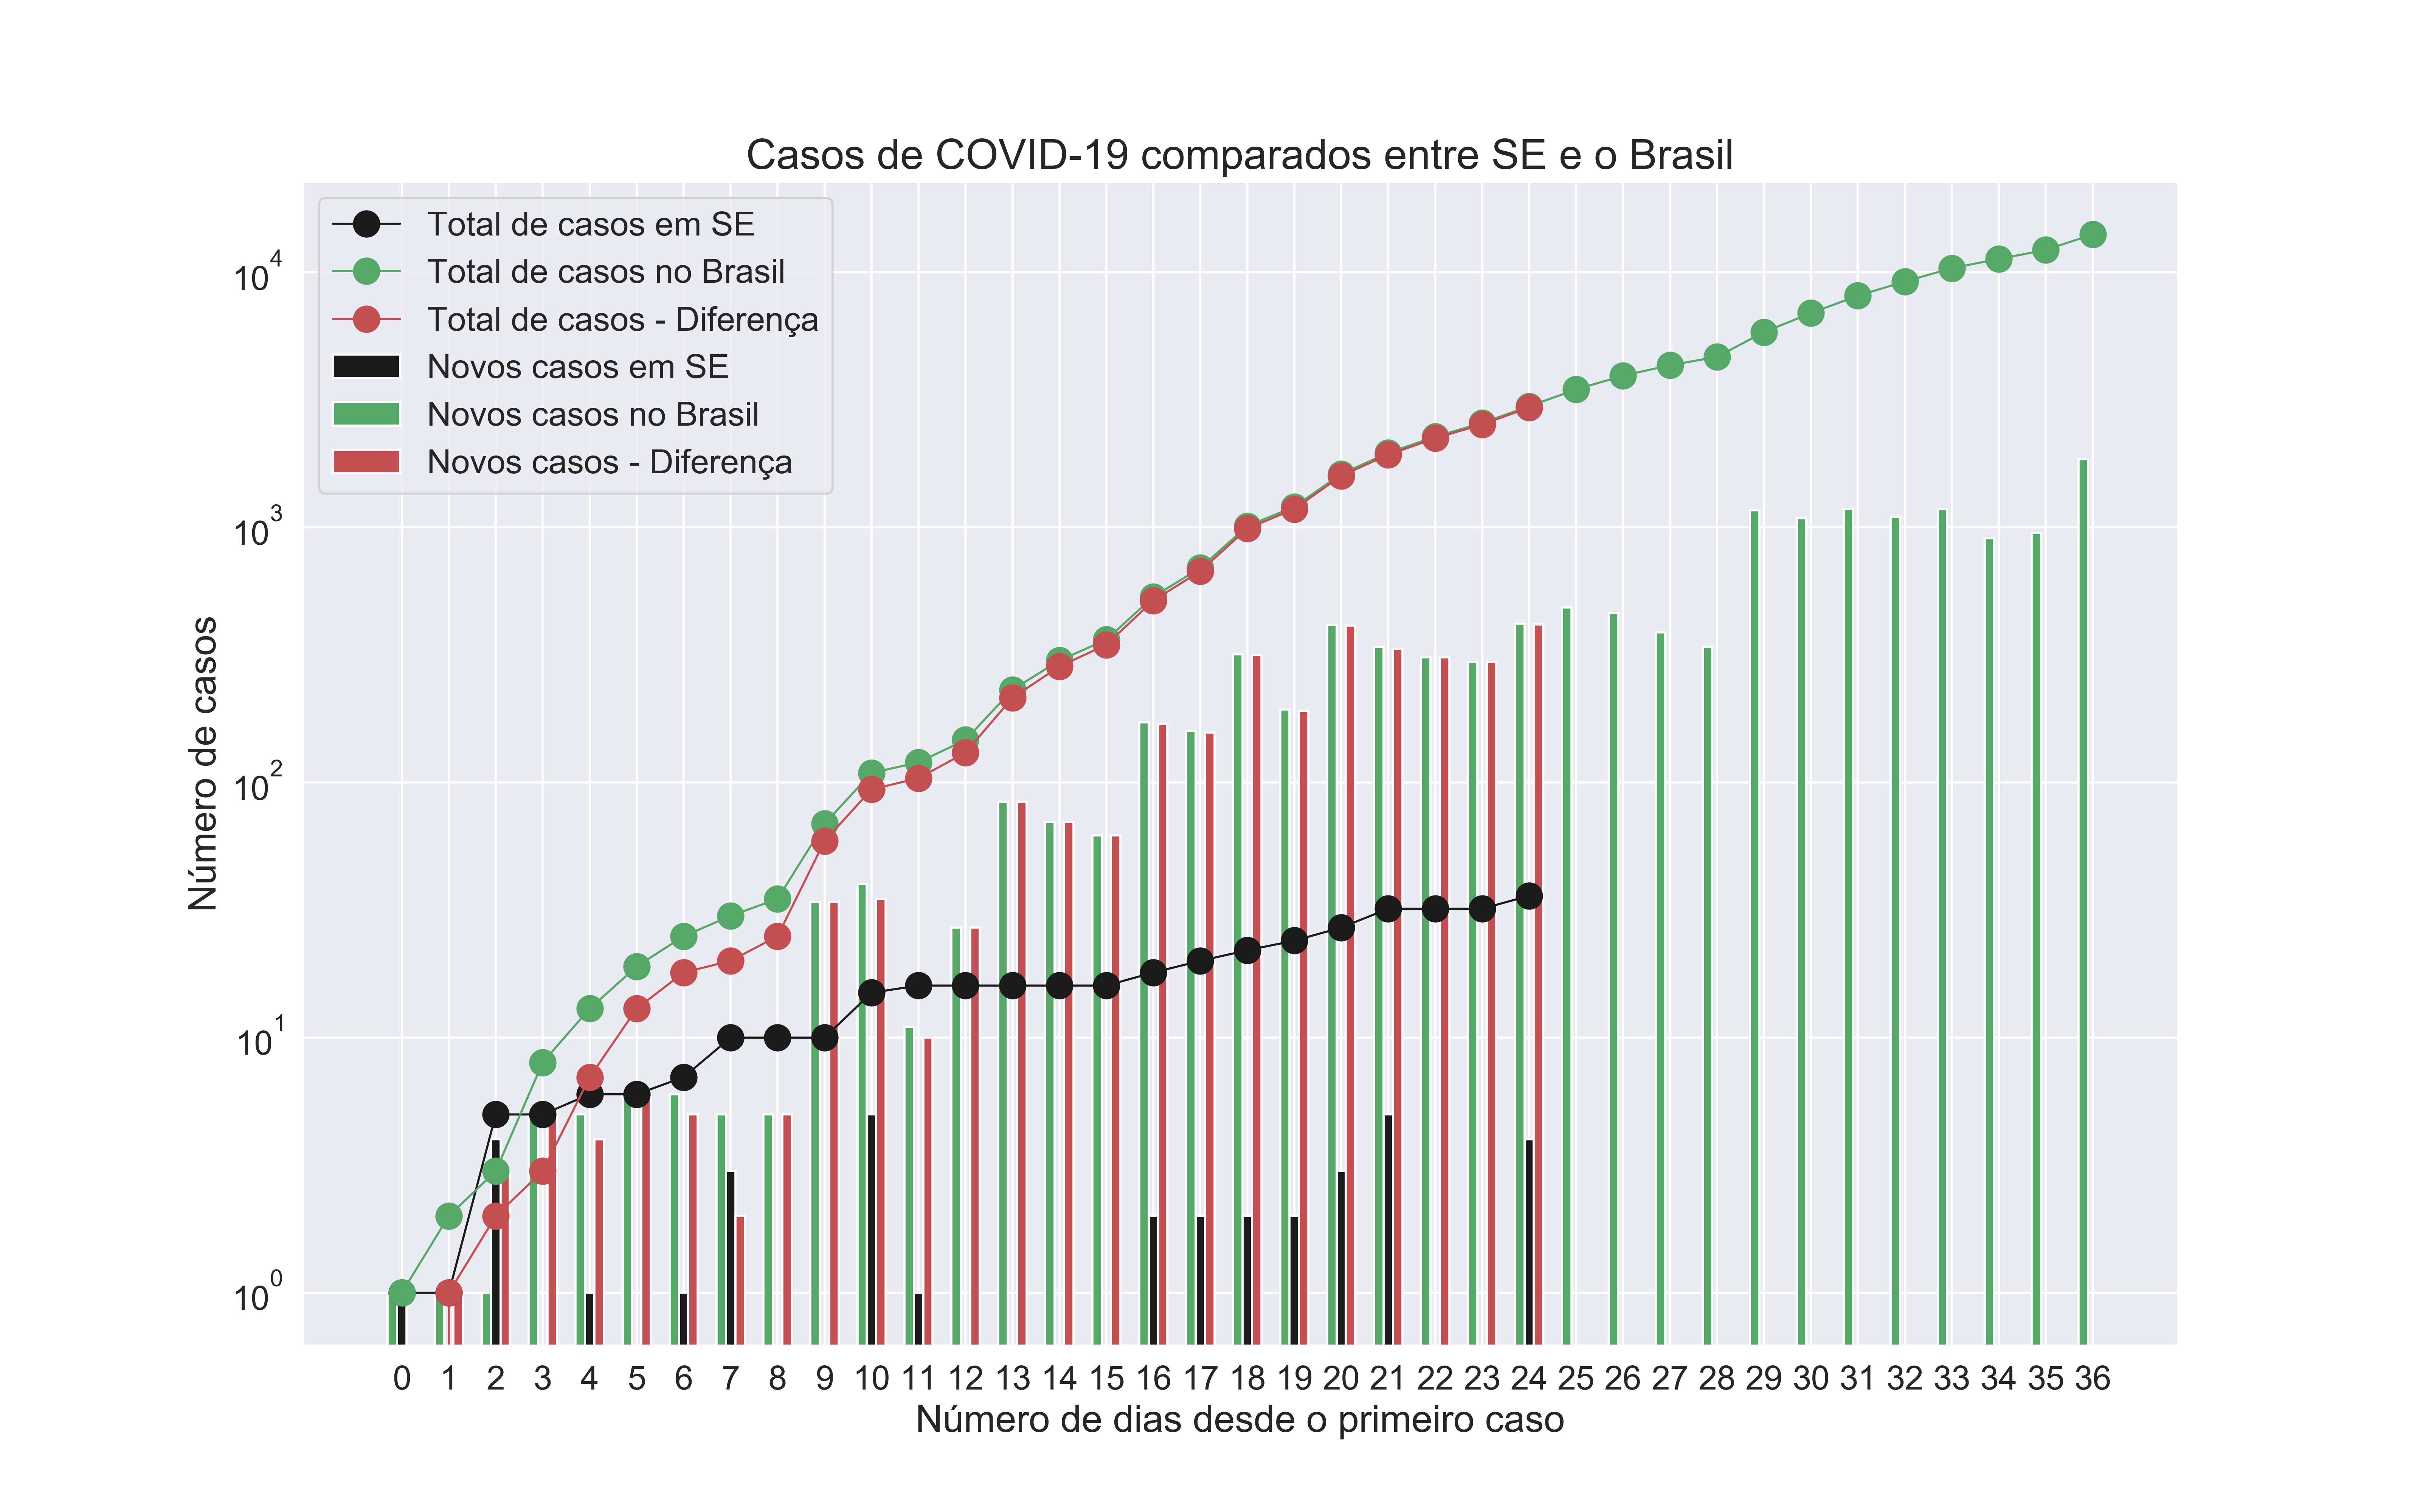 Casos de COVID-19 comparados entre SE e o Brasil
Total de casos em SE
Total de casos no Brasil
Total de casos - Diferença
Novos casos em SE
Novos casos no Brasil
Novos casos - Diferença
Número de casos
10^4
10^3
10^2
10^1
10^0
0 1 2 3 4 5 6 7 8 9 10 11 12 13 14 15 16 17 18 19 20 21 22 23 24 25 26 27 28 29 30 31 32 33 34 35 36
Número de dias desde o primeiro caso